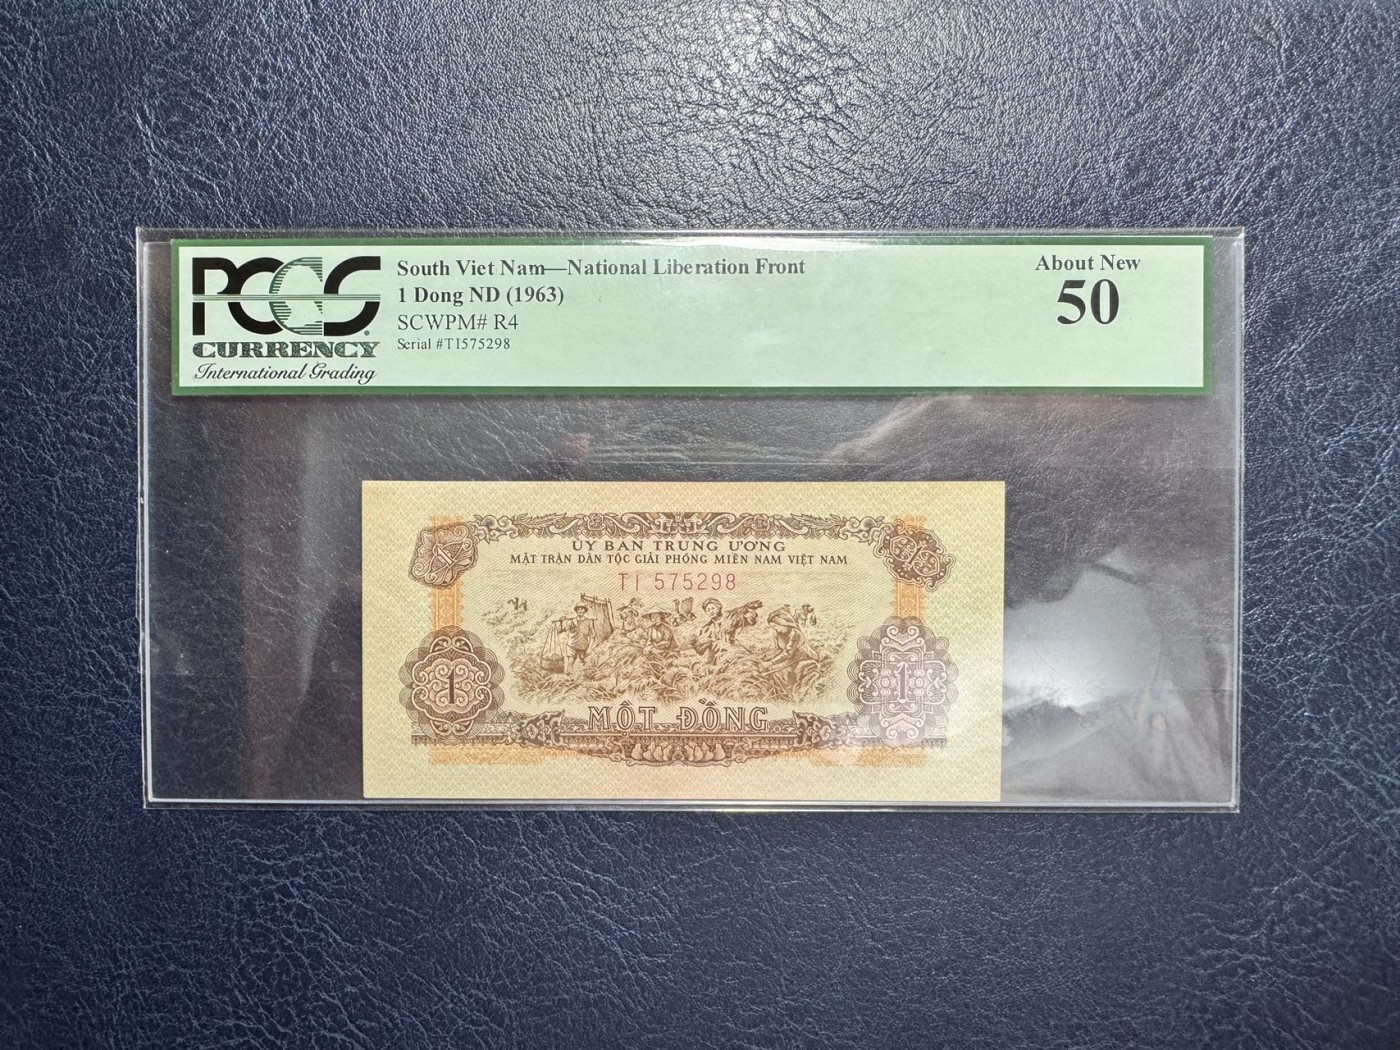 PCGS
CURRENCY
International Grading
South Viet Nam—National Liberation Front
1 Dong ND (1963)
SCWPM# R4
Serial #TI575298
About New
50
ỦY BAN TRUNG ƯƠNG
MẶT TRẬN DÂN TỘC GIẢI PHÓNG MIỀN NAM VIỆT NAM
TI 575298
1
1
MỘT ĐỒNG